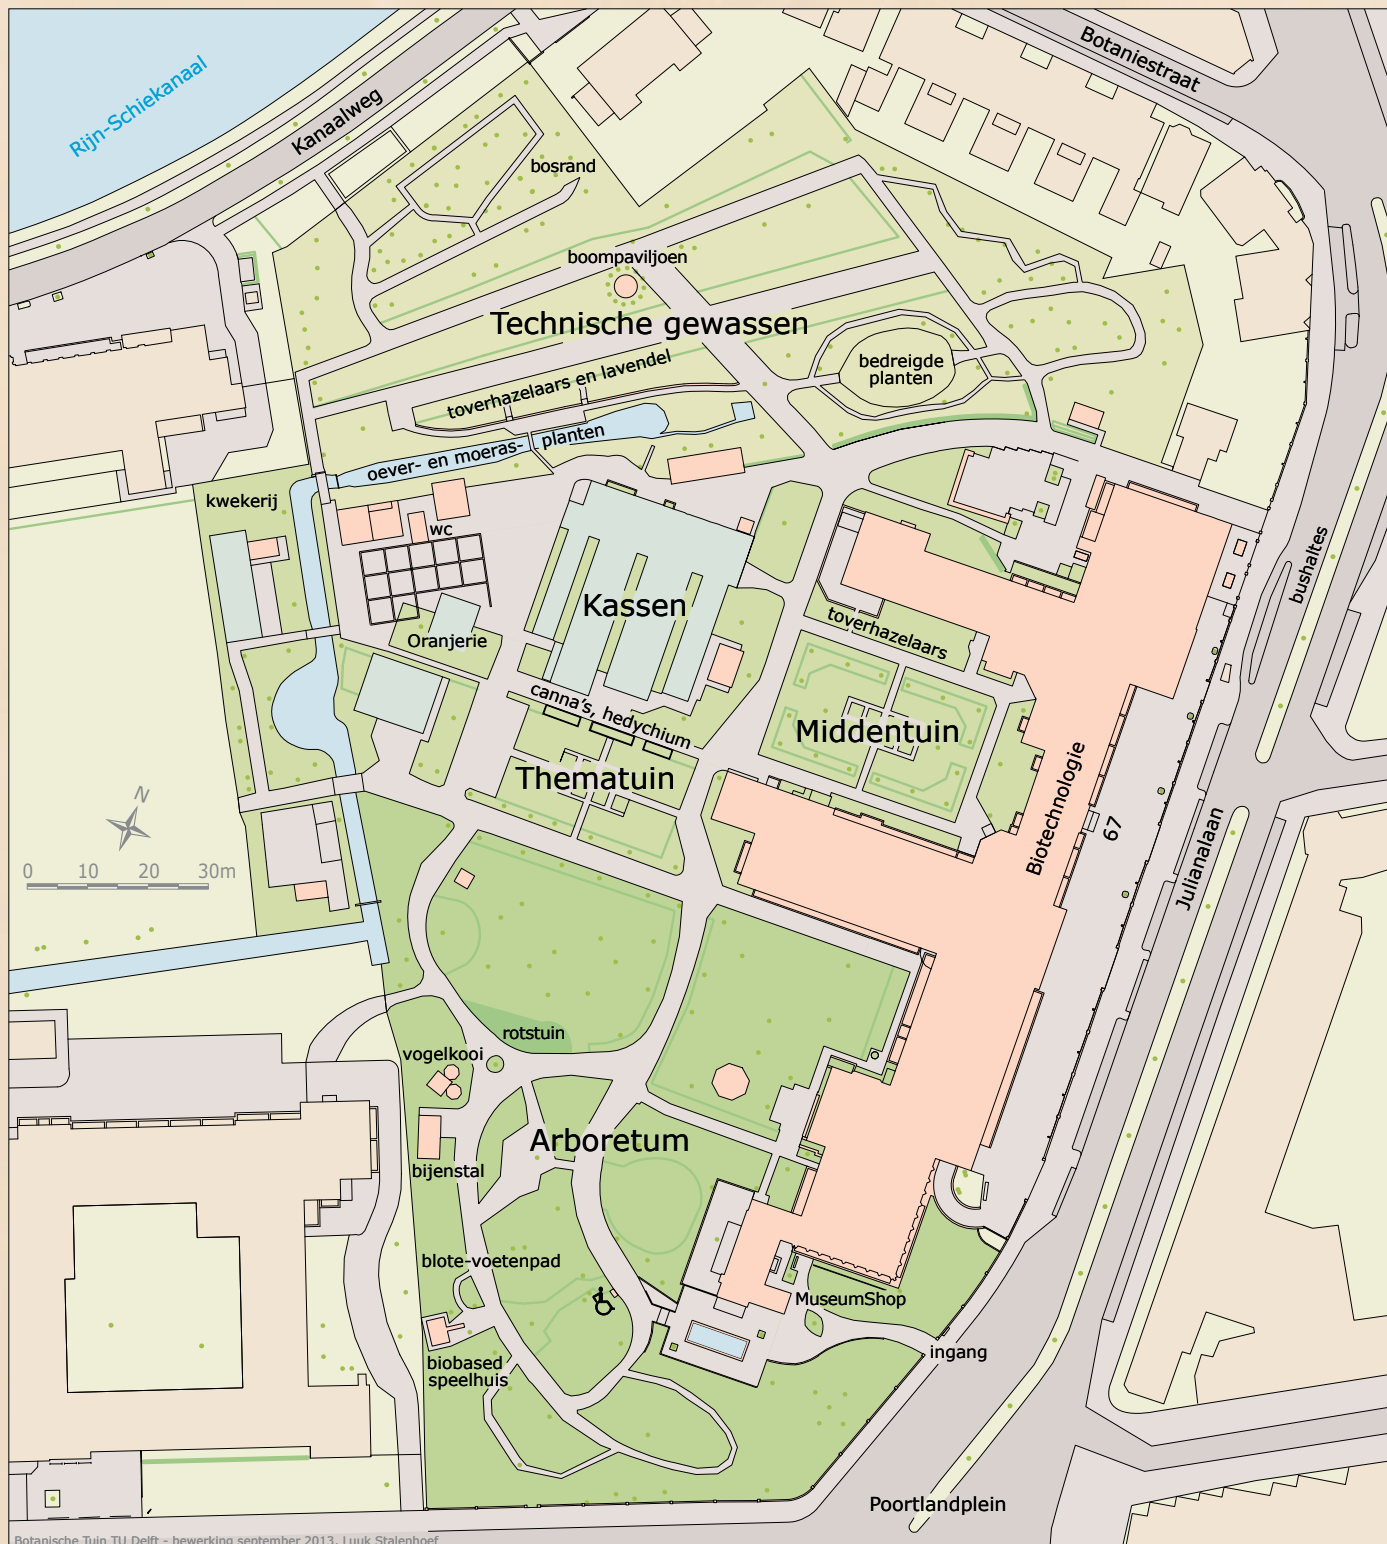 Botaniestraat
Rijn-Schiekanaal
Kanaalweg
bosrand
boompaviljoen
Technische gewassen
bedreigde
planten
toverhazelaars en lavendel
oever- en moeras- planten
kwekerij
wc
bushaltes
Kassen
Oranjerie
toverhazelaars
canna's, hedychium
Middentuin
Thematuin
Biotechnologie
67
Julianalaan
N
0 10 20 30m
rotstuin
vogelkooi
Arboretum
bijenstal
blote-voetenpad
MuseumShop
ingang
biobased
speelhuis
Poortlandplein
Botanische Tuin TU Delft - bewerking september 2013, Luuk Stalenhoef